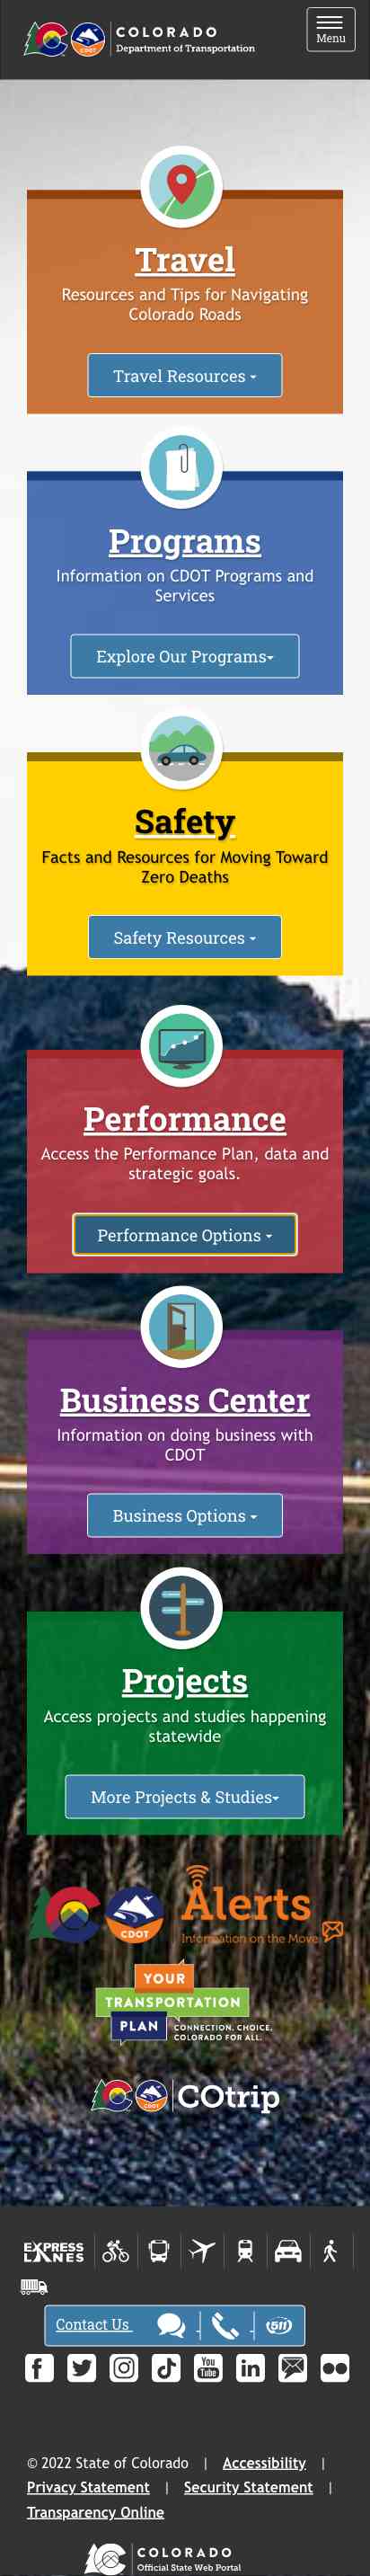 COLORADO
Department of Transportation
Menu
Travel
Resources and Tips for Navigating
Colorado Roads
Travel Resources
Programs
Information on CDOT Programs and
Services
Explore Our Programs
Safety
Facts and Resources for Moving Toward
Zero Deaths
Safety Resources
Performance
Access the Performance Plan, data and
strategic goals.
Performance Options
Business Center
Information on doing business with
CDOT
Business Options
Projects
Access projects and studies happening
statewide
More Projects & Studies
CDOT
Alerts
Information on the Move
YOUR
TRANSPORTATION
PLAN
CONNECTION. CHOICE.
COLORADO FOR ALL.
COtrip
EXPRESS
LANES
Contact Us
511
You
Tube
© 2022 State of Colorado | Accessibility |
Privacy Statement | Security Statement |
Transparency Online
COLORADO
Official State Web Portal